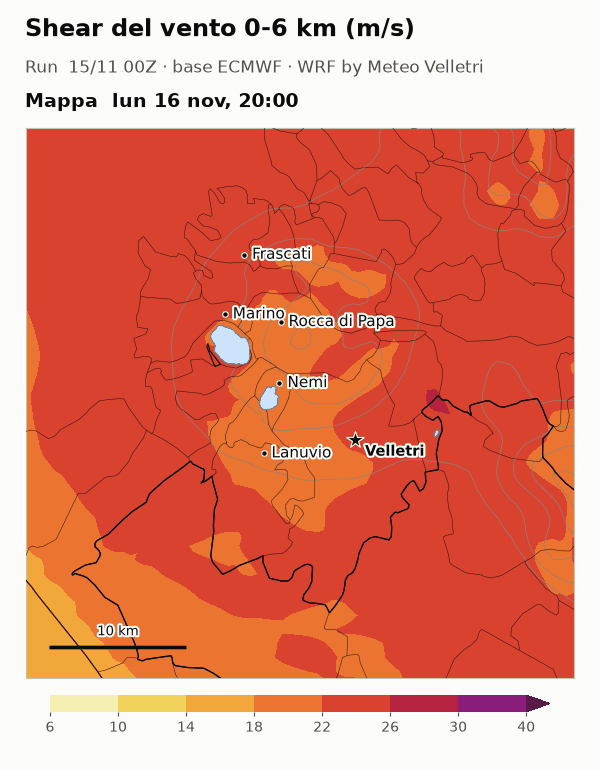 Shear del vento 0-6 km (m/s)
Run  15/11 00Z · base ECMWF · WRF by Meteo Velletri
Mappa  lun 16 nov, 20:00
Frascati
Marino
Rocca di Papa
Nemi
Velletri
Lanuvio
10 km
6 10 14 18 22 26 30 40